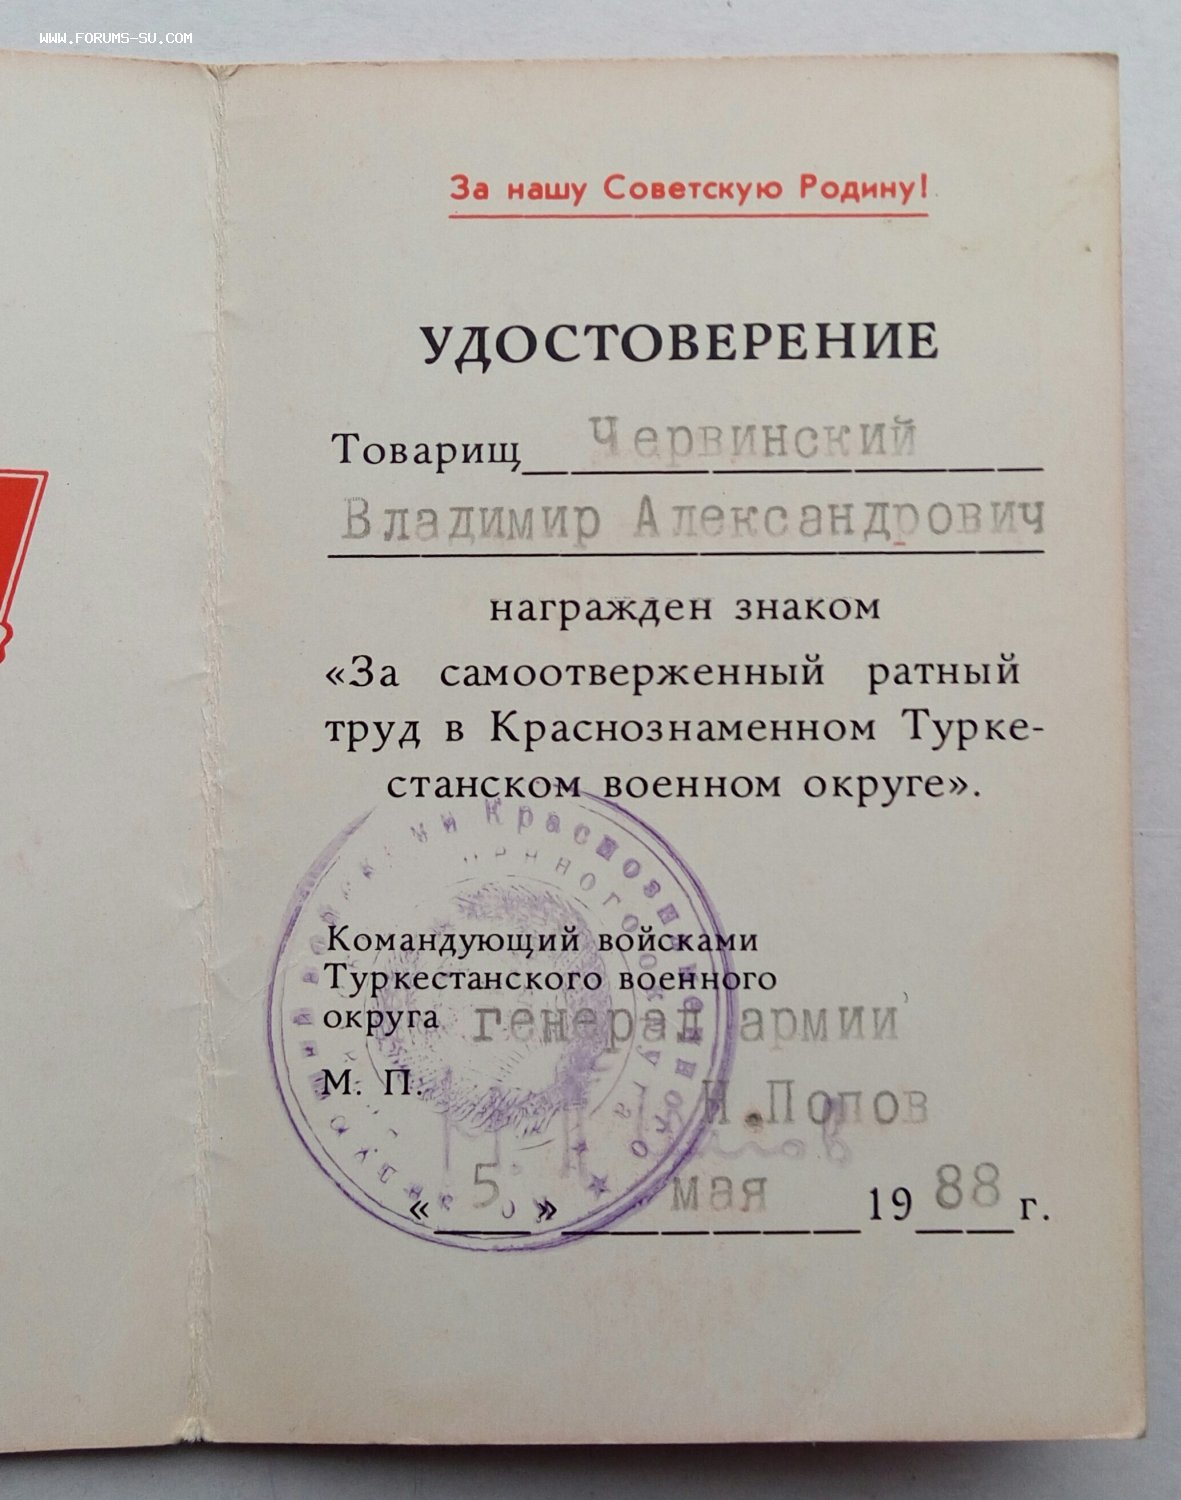 WWW.FORUMS-SU.COM
За нашу Советскую Родину!
УДОСТОВЕРЕНИЕ
Товарищ Червинский
Владимир Александрович
награжден знаком
«За самоотверженный ратный
труд в Краснознаменном Турке-
станском военном округе».
Командующий войсками
Туркестанского военного
округа генерал армии
М. П.
Н.Попов
«5» мая 1988 г.